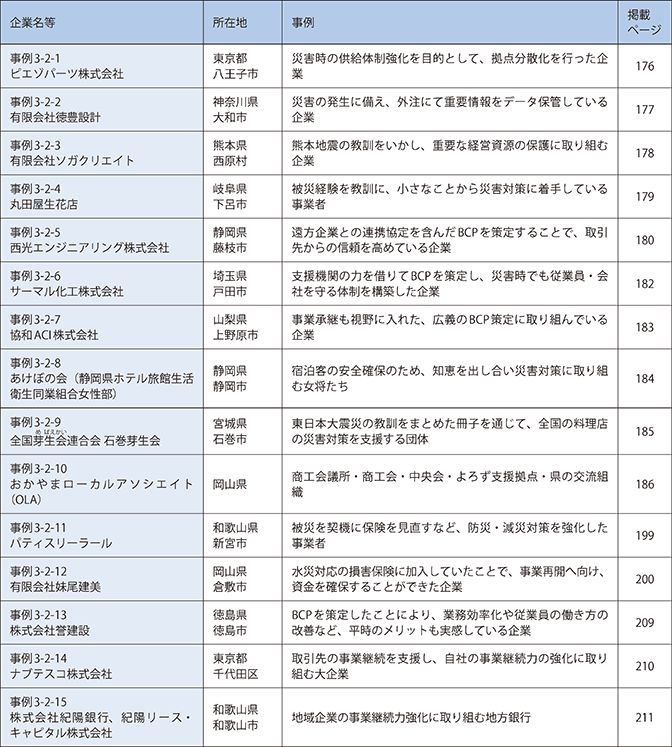 企業名等 所在地 事例 掲載
ページ
事例3-2-1
ピエゾパーツ株式会社
東京都
八王子市
災害時の供給体制強化を目的として、拠点分散化を行った企
業
176
事例3-2-2
有限会社徳豊設計
神奈川県
大和市
災害の発生に備え、外注にて重要情報をデータ保管している
企業
177
事例3-2-3
有限会社ソガクリエイト
熊本県
西原村
熊本地震の教訓をいかし、重要な経営資源の保護に取り組む
企業
178
事例3-2-4
丸田屋生花店
岐阜県
下呂市
被災経験を教訓に、小さなことから災害対策に着手している
事業者
179
事例3-2-5
西光エンジニアリング株式会社
静岡県
藤枝市
遠方企業との連携協定を含んだBCPを策定することで、取引
先からの信頼を高めている企業
180
事例3-2-6
サーマル化工株式会社
埼玉県
戸田市
支援機関の力を借りてBCPを策定し、災害時でも従業員・会
社を守る体制を構築した企業
182
事例3-2-7
協和ACI株式会社
山梨県
上野原市
事業承継も視野に入れた、広義のBCP策定に取り組んでいる
企業
183
事例3-2-8
あけぼの会（静岡県ホテル旅館生活
衛生同業組合女性部）
静岡県
静岡市
宿泊客の安全確保のため、知恵を出し合い災害対策に取り組
む女将たち
184
事例3-2-9
めばえかい
全国芽生会連合会 石巻芽生会
宮城県
石巻市
東日本大震災の教訓をまとめた冊子を通じて、全国の料理店
の災害対策を支援する団体
185
事例3-2-10
おかやまローカルアソシエイト
（OLA）
岡山県
商工会議所・商工会・中央会・よろず支援拠点・県の交流組
織
186
事例3-2-11
パティスリーラール
和歌山県
新宮市
被災を契機に保険を見直すなど、防災・減災対策を強化した
事業者
199
事例3-2-12
有限会社妹尾建美
岡山県
倉敷市
水災対応の損害保険に加入していたことで、事業再開へ向け、
資金を確保することができた企業
200
事例3-2-13
株式会社誉建設
徳島県
徳島市
BCPを策定したことにより、業務効率化や従業員の働き方の
改善など、平時のメリットも実感している企業
209
事例3-2-14
ナブテスコ株式会社
東京都
千代田区
取引先の事業継続を支援し、自社の事業継続力の強化に取り
組む大企業
210
事例3-2-15
株式会社紀陽銀行、紀陽リース・
キャピタル株式会社
和歌山県
和歌山市
地域企業の事業継続力強化に取り組む地方銀行
211